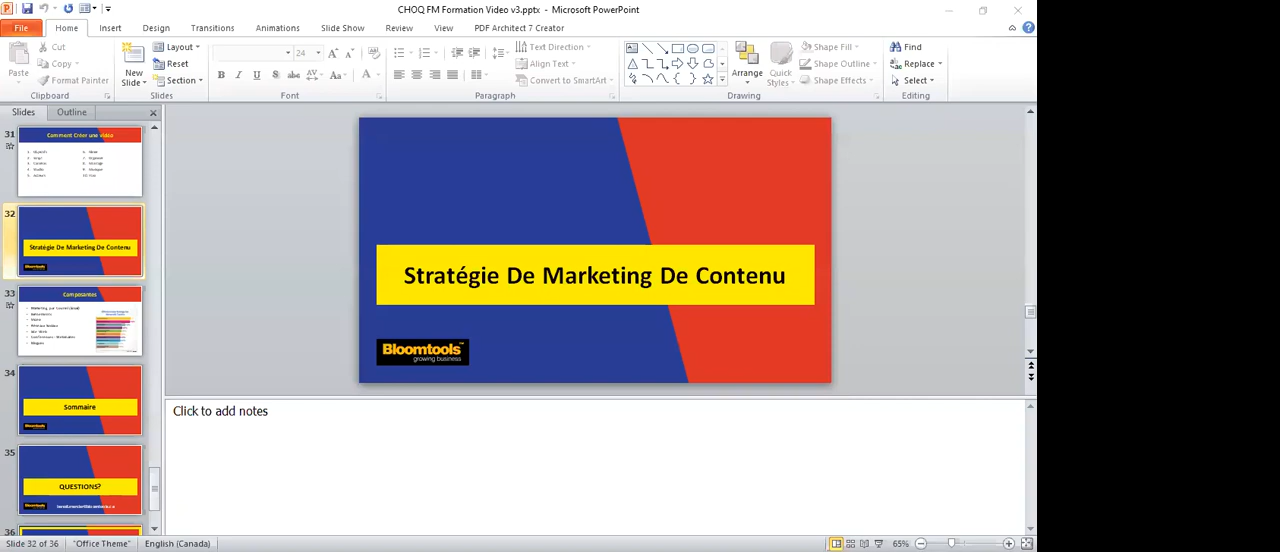 CHOQ FM Formation Video v3.pptx - Microsoft PowerPoint
File Home Insert Design Transitions Animations Slide Show Review View PDF Architect 7 Creator
Cut Layout 24 Text Direction Shape Fill Find
Copy Reset Align Text Shape Outline Replace
Paste Format Painter New Slide Section Convert to SmartArt Arrange Quick Styles Shape Effects Select
Clipboard Slides Font Paragraph Drawing Editing
Slides Outline
31
Comment Créer une vidéo
32
Stratégie De Marketing De Contenu
Bloomtools
33
Composantes
34
Sommaire
Bloomtools
35
QUESTIONS?
Bloomtools
36
Stratégie De Marketing De Contenu
Bloomtools
growing business
Click to add notes
Slide 32 of 36 "Office Theme" English (Canada) 65%